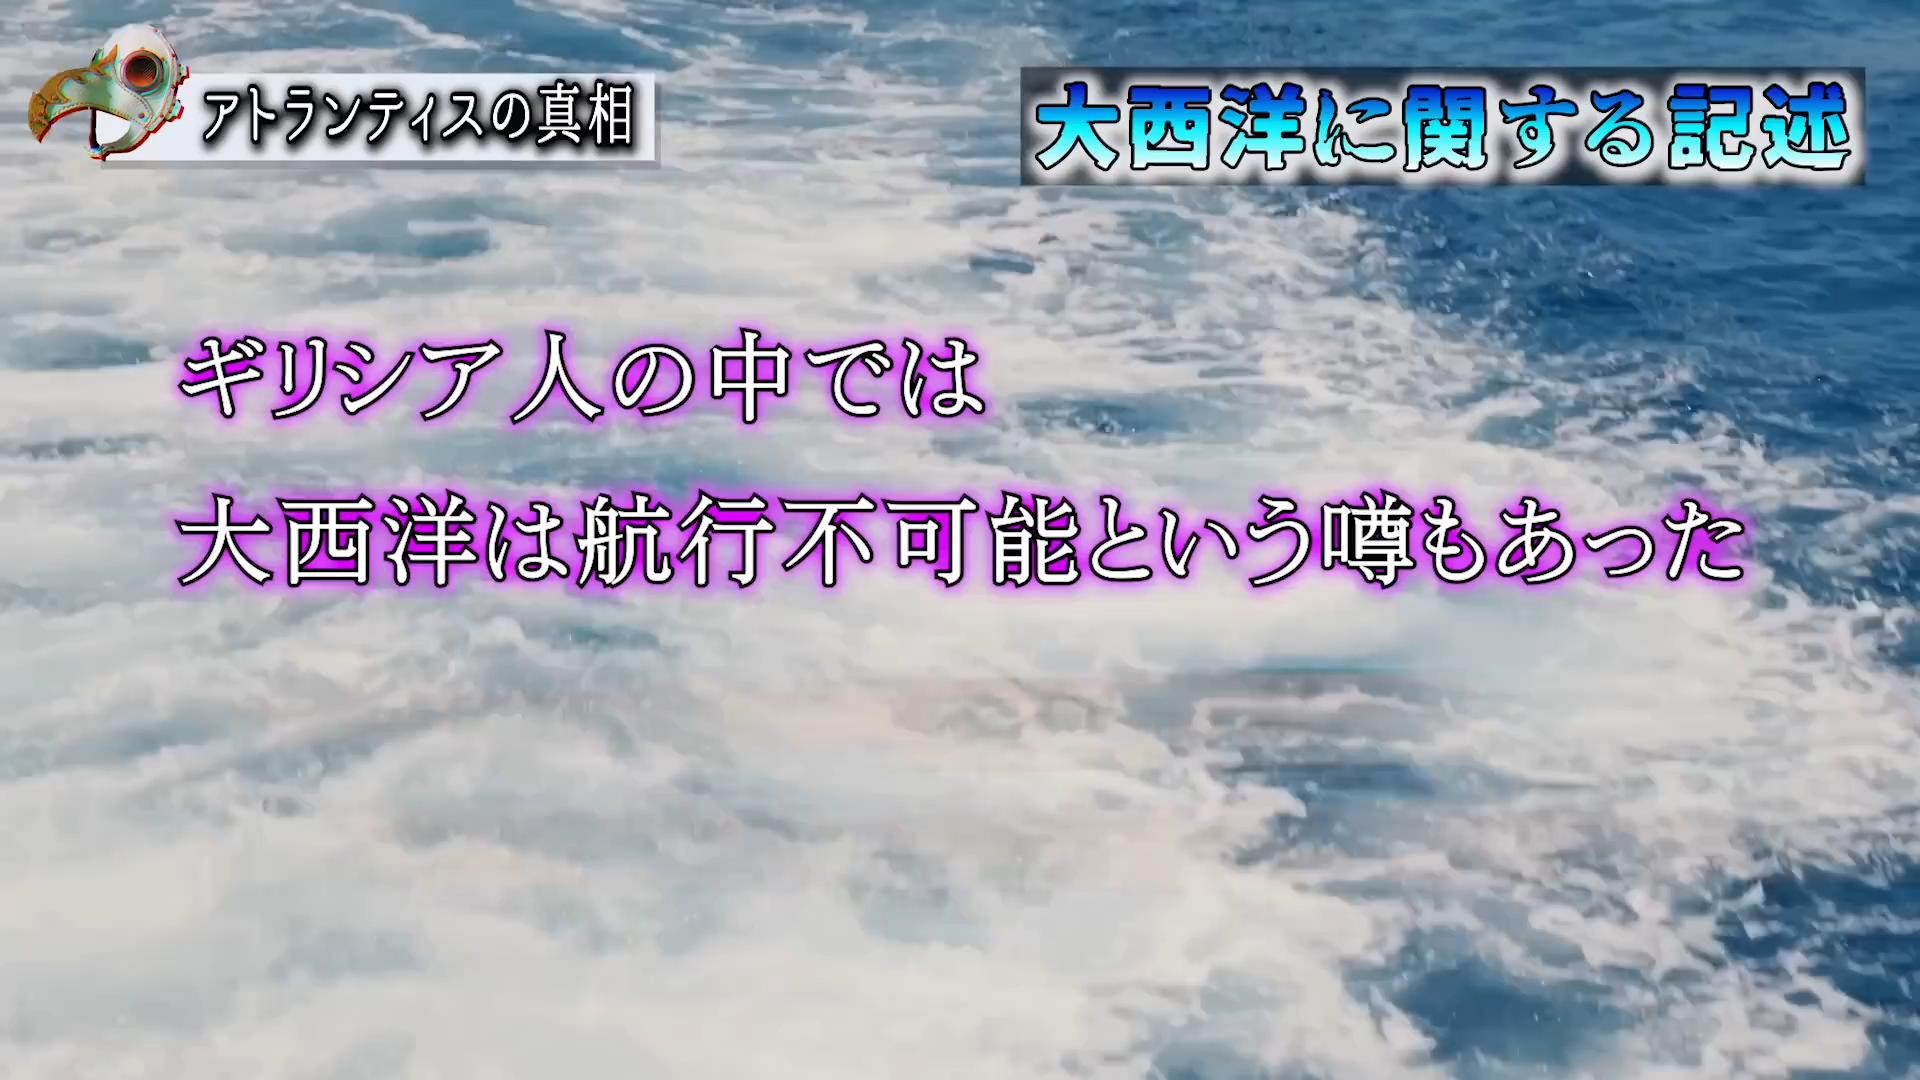 アトランティスの真相
大西洋に関する記述
ギリシア人の中では
大西洋は航行不可能という噂もあった